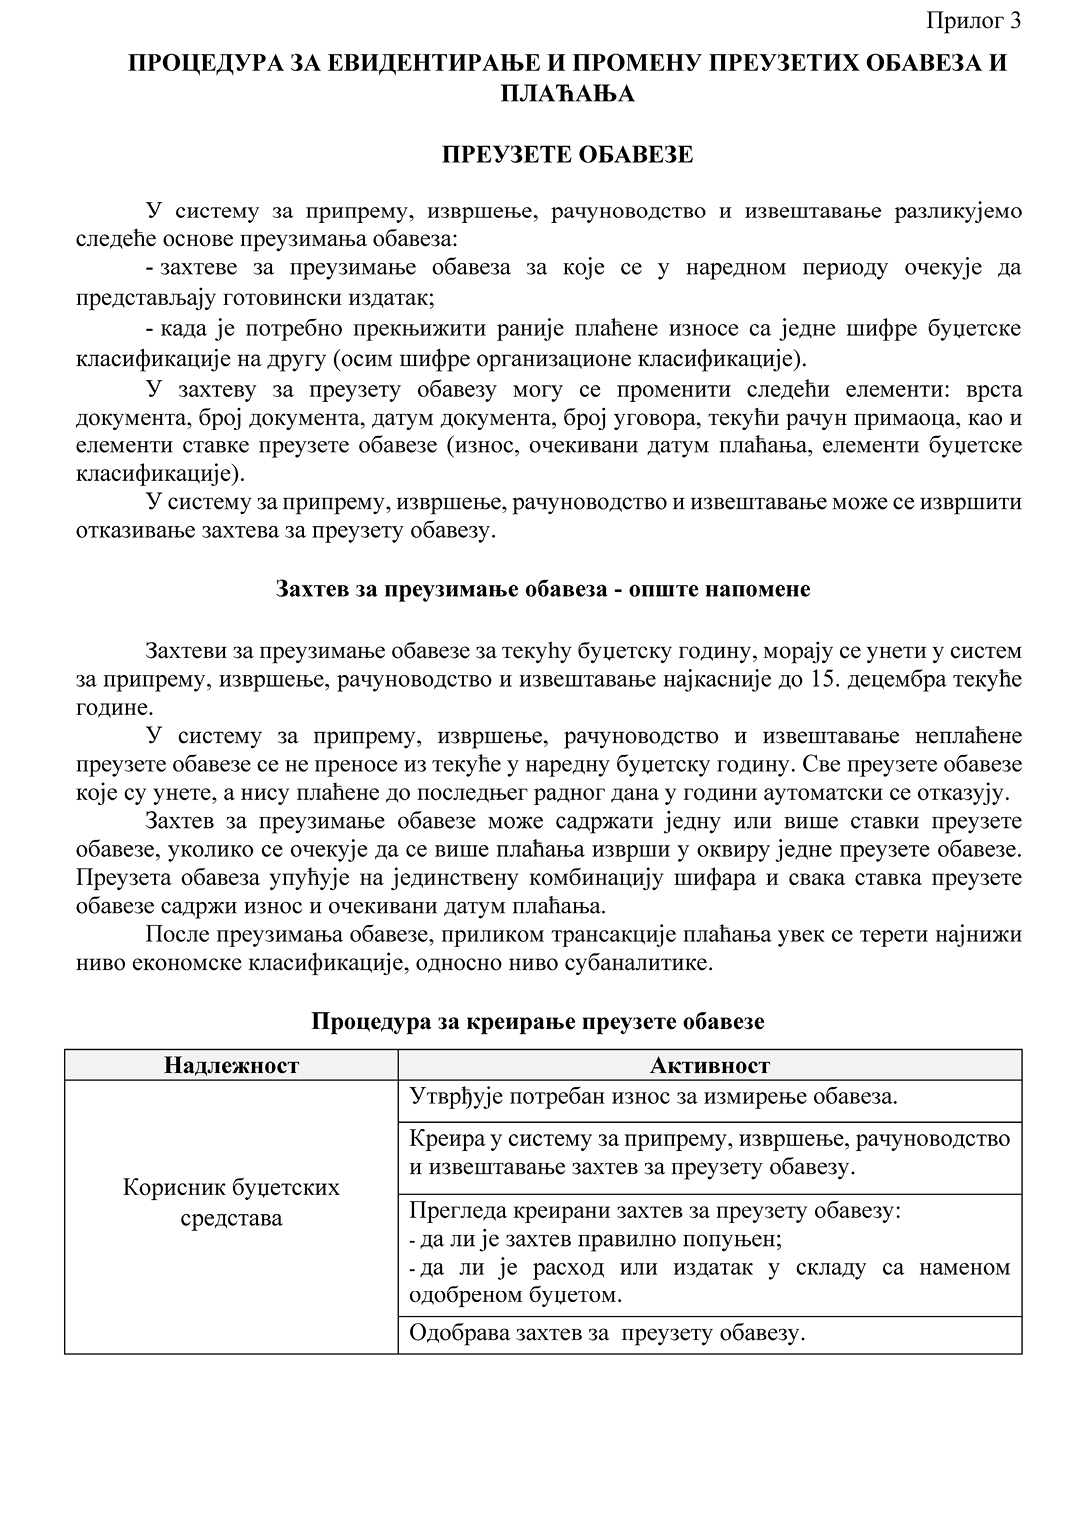 Прилог 3
ПРОЦЕДУРА ЗА ЕВИДЕНТИРАЊЕ И ПРОМЕНУ ПРЕУЗЕТИХ ОБАВЕЗА И
ПЛАЋАЊА
ПРЕУЗЕТЕ ОБАВЕЗЕ
У систему за припрему, извршење, рачуноводство и извештавање разликујемо
следеће основе преузимања обавеза:
- захтеве за преузимање обавеза за које се у наредном периоду очекује да
представљају готовински издатак;
- када је потребно прекњижити раније плаћене износе са једне шифре буџетске
класификације на другу (осим шифре организационе класификације).
У захтеву за преузету обавезу могу се променити следећи елементи: врста
документа, број документа, датум документа, број уговора, текући рачун примаоца, као и
елементи ставке преузете обавезе (износ, очекивани датум плаћања, елементи буџетске
класификације).
У систему за припрему, извршење, рачуноводство и извештавање може се извршити
отказивање захтева за преузету обавезу.
Захтев за преузимање обавеза - опште напомене
Захтеви за преузимање обавезе за текућу буџетску годину, морају се унети у систем
за припрему, извршење, рачуноводство и извештавање најкасније до 15. децембра текуће
године.
У систему за припрему, извршење, рачуноводство и извештавање неплаћене
преузете обавезе се не преносе из текуће у наредну буџетску годину. Све преузете обавезе
које су унете, а нису плаћене до последњег радног дана у години аутоматски се отказују.
Захтев за преузимање обавезе може садржати једну или више ставки преузете
обавезе, уколико се очекује да се више плаћања изврши у оквиру једне преузете обавезе.
Преузета обавеза упућује на јединствену комбинацију шифара и свака ставка преузете
обавезе садржи износ и очекивани датум плаћања.
После преузимања обавезе, приликом трансакције плаћања увек се терети најнижи
ниво економске класификације, односно ниво субаналитике.
Процедура за креирање преузете обавезе
Надлежност
Активност
Корисник буџетских
средстава
Утврђује потребан износ за измирење обавеза.
Креира у систему за припрему, извршење, рачуноводство
и извештавање захтев за преузету обавезу.
Прегледа креирани захтев за преузету обавезу:
- да ли је захтев правилно попуњен;
- да ли је расход или издатак у складу са наменом
одобреном буџетом.
Одобрава захтев за преузету обавезу.